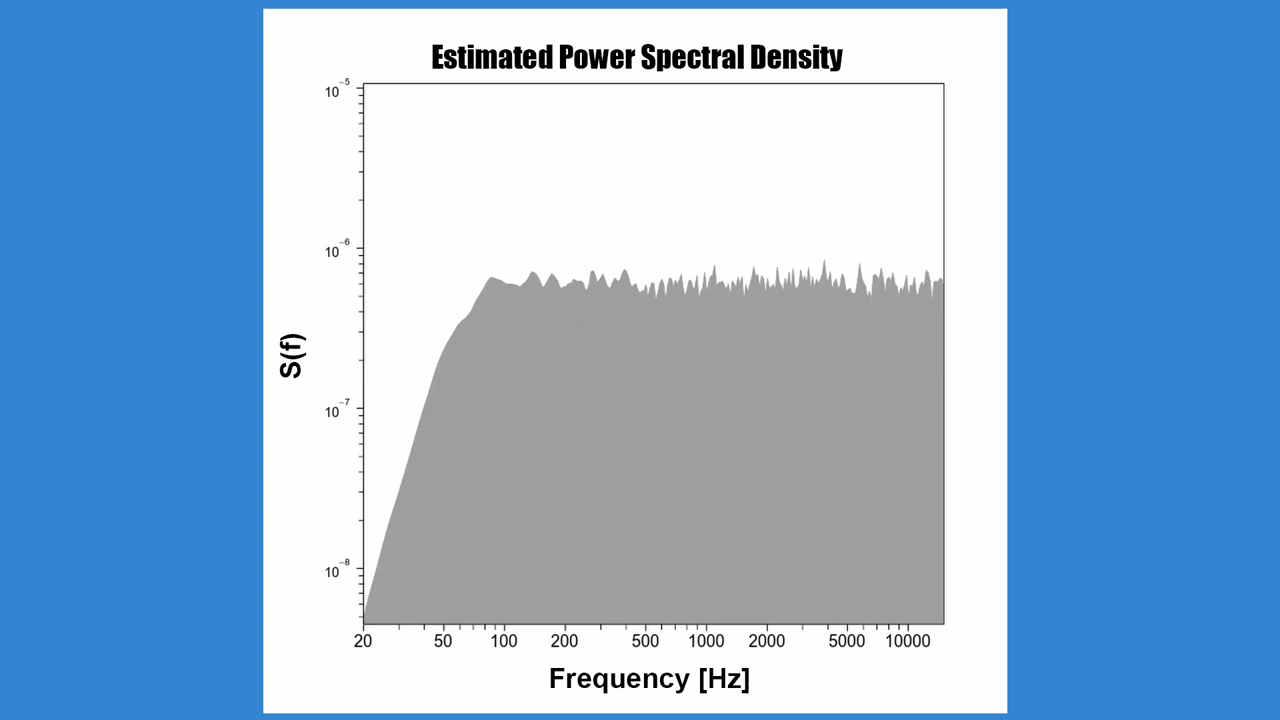 Estimated Power Spectral Density
10⁻⁵
10⁻⁶
10⁻⁷
10⁻⁸
S(f)
20 50 100 200 500 1000 2000 5000 10000
Frequency [Hz]